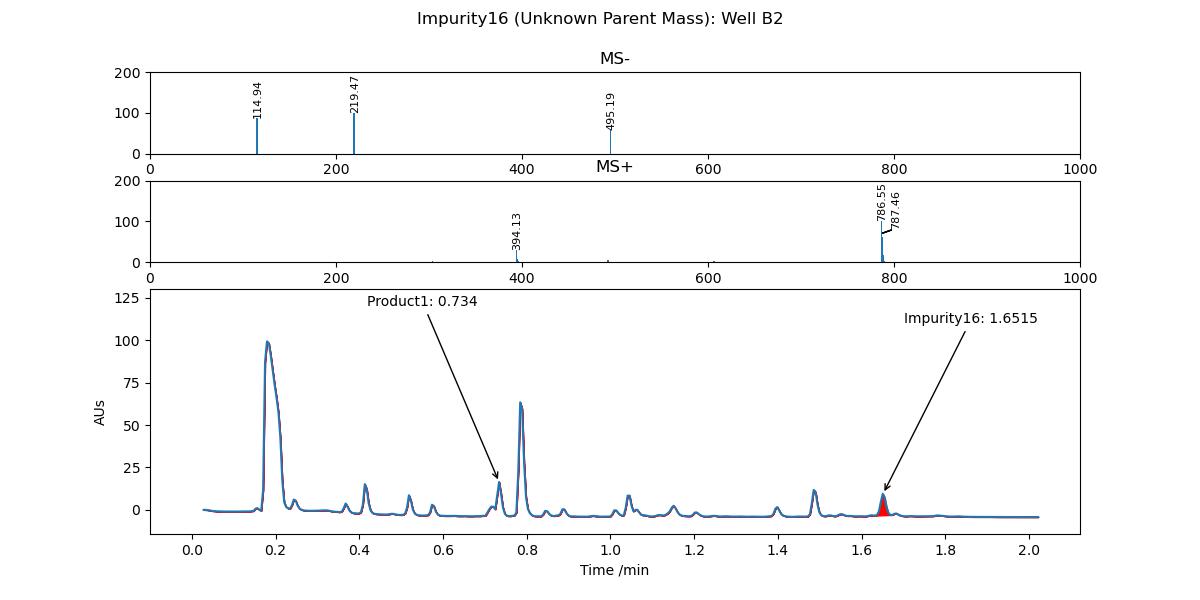 Impurity16 (Unknown Parent Mass): Well B2
MS-
200
100
0
114.94
219.47
495.19
0 200 400 600 800 1000
MS+
200
100
0
394.13
786.55
787.46
0 200 400 600 800 1000
Product1: 0.734
Impurity16: 1.6515
125
100
75
50
25
0
AUs
0.0 0.2 0.4 0.6 0.8 1.0 1.2 1.4 1.6 1.8 2.0
Time /min